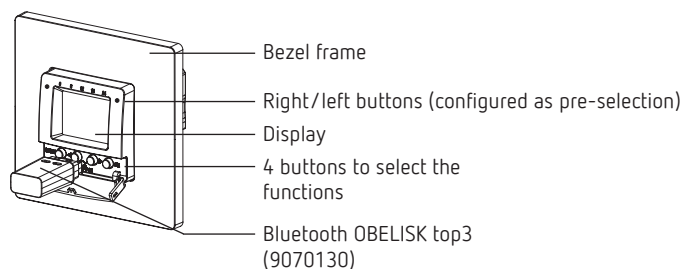 Bezel frame
Right/left buttons (configured as pre-selection)
Display
4 buttons to select the
functions
Bluetooth OBELISK top3
(9070130)